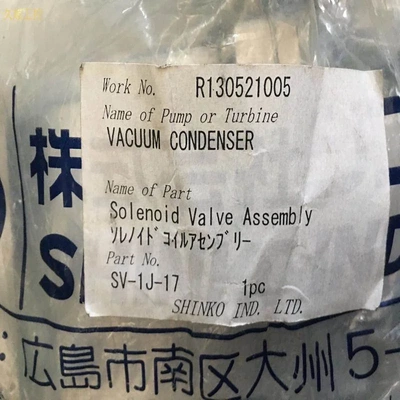 Work No. R130521005
Name of Pump or Turbine
VACUUM CONDENSER
Name of Part
Solenoid Valve Assembly
ｿﾚﾉｲﾄﾞｺｲﾙｱｾﾝﾌﾞﾘー
Part No.
SV-1J-17 1pc
SHINKO IND. LTD.
株
S
広島市南区大州5-